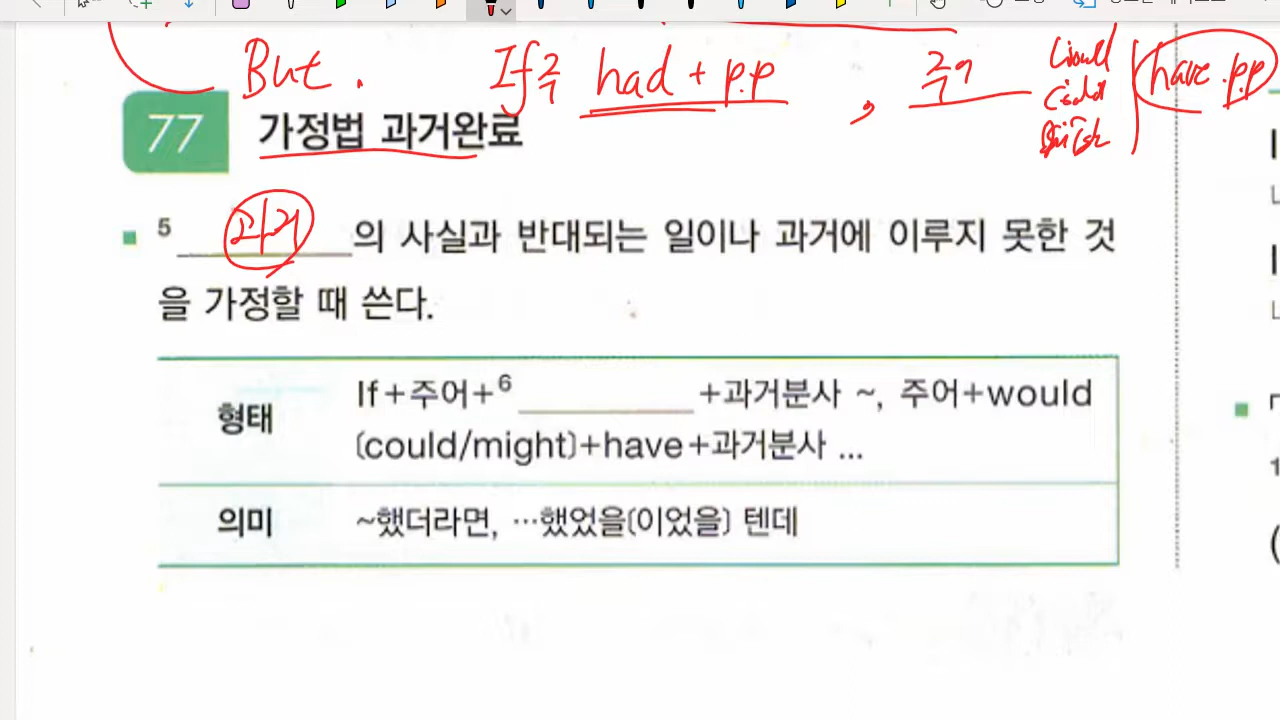 But. If 주 had + p.p , 주어 would have p.p
could
77 가정법 과거완료
5 과거의 사실과 반대되는 일이나 과거에 이루지 못한 것
을 가정할 때 쓴다.
형태 If+주어+6 +과거분사 ~, 주어+would
(could/might)+have+과거분사 ...
의미 ~했더라면, …했었을(이었을) 텐데